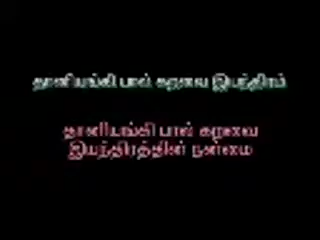 தானியங்கி பால் கறவை இயந்திரம்
தானியங்கி பால் கறவை
இயந்திரத்தின் நன்மை